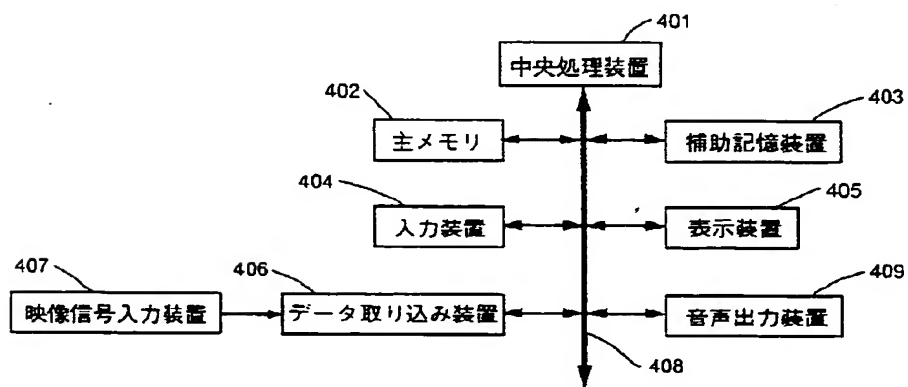 401
中央処理装置
402
主メモリ
403
補助記憶装置
404
入力装置
405
表示装置
407
映像信号入力装置
406
データ取り込み装置
409
音声出力装置
408